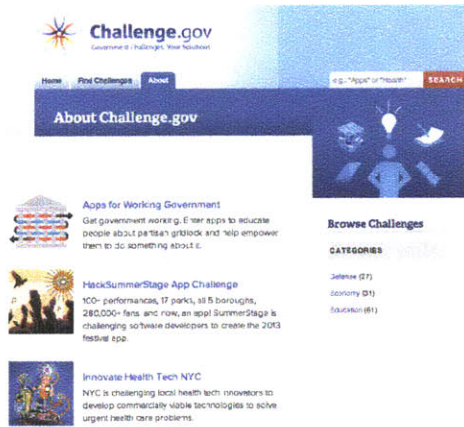 Challenge.gov
Government Challenges, Your Solutions
Home
Find Challenges
About
e.g. "Apps" or "Health"
SEARCH
About Challenge.gov
Apps for Working Government
Get government working. Enter apps to educate
people about partisan gridlock and help empower
them to do something about it.
HackSummerStage App Challenge
100+ performances, 17 parks, all 5 boroughs,
280,000+ fans and now, an app! SummerStage is
challenging software developers to create the 2013
festival app.
Innovate Health Tech NYC
NYC is challenging local health tech innovators to
develop commercially viable technologies to solve
urgent health care problems.
Browse Challenges
CATEGORIES
Defense (27)
Economy (31)
Education (61)